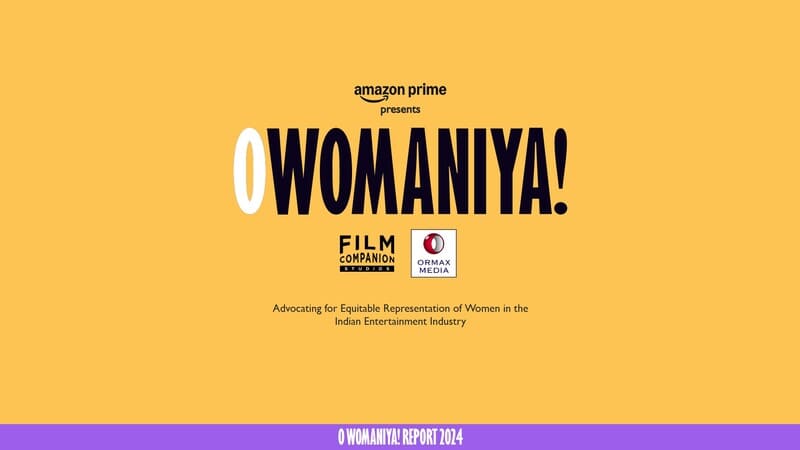 amazon prime
presents
OWOMANIYA!
FILM
COMPANION
STUDIOS
ORMAX
MEDIA
Advocating for Equitable Representation of Women in the
Indian Entertainment Industry
O WOMANIYA! REPORT 2024